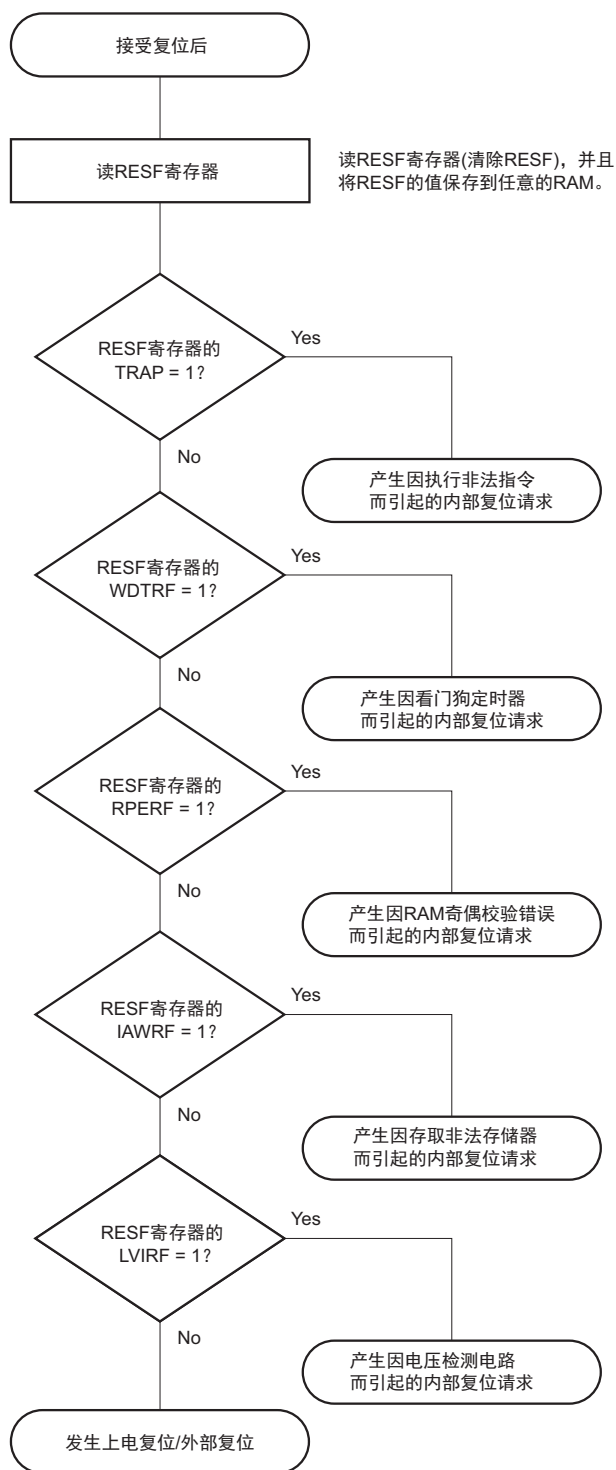 接受复位后
读RESF寄存器
读RESF寄存器(清除RESF)，并且
将RESF的值保存到任意的RAM。
RESF寄存器的
TRAP = 1?
Yes
No
产生因执行非法指令
而引起的内部复位请求
RESF寄存器的
WDTRF = 1?
Yes
No
产生因看门狗定时器
而引起的内部复位请求
RESF寄存器的
RPERF = 1?
Yes
No
产生因RAM奇偶校验错误
而引起的内部复位请求
RESF寄存器的
IAWRF = 1?
Yes
No
产生因存取非法存储器
而引起的内部复位请求
RESF寄存器的
LVIRF = 1?
Yes
No
产生因电压检测电路
而引起的内部复位请求
发生上电复位/外部复位